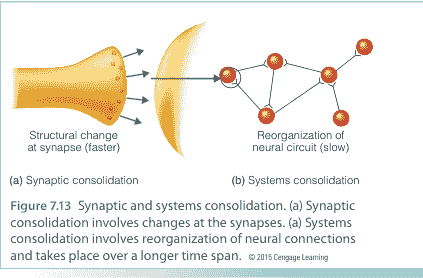 Structural change
at synapse (faster)
Reorganization of
neural circuit (slow)
(a) Synaptic consolidation
(b) Systems consolidation
Figure 7.13 Synaptic and systems consolidation. (a) Synaptic
consolidation involves changes at the synapses. (a) Systems
consolidation involves reorganization of neural connections
and takes place over a longer time span. © 2015 Cengage Learning